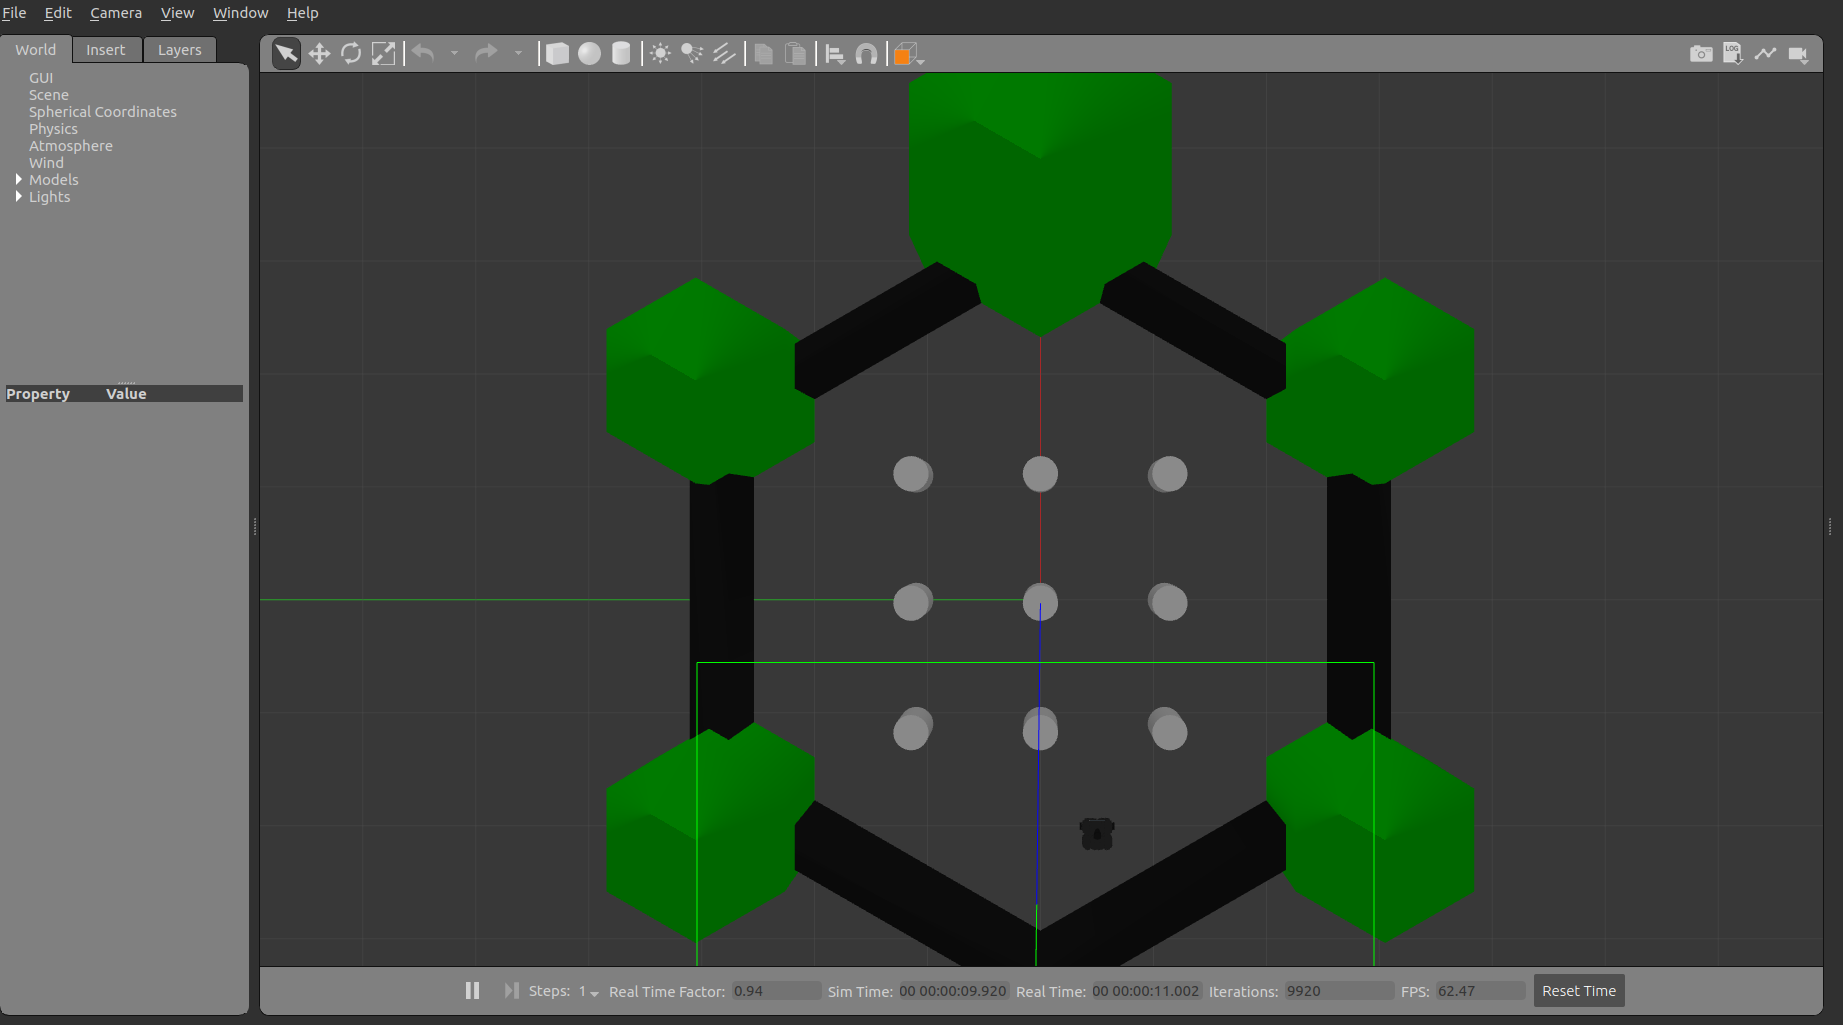 File Edit Camera View Window Help
World Insert Layers
LOG
GUI
Scene
Spherical Coordinates
Physics
Atmosphere
Wind
Models
Lights
Property Value
Steps: 1 Real Time Factor: 0.94 Sim Time: 00 00:00:09.920 Real Time: 00 00:00:11.002 Iterations: 9920 FPS: 62.47 Reset Time